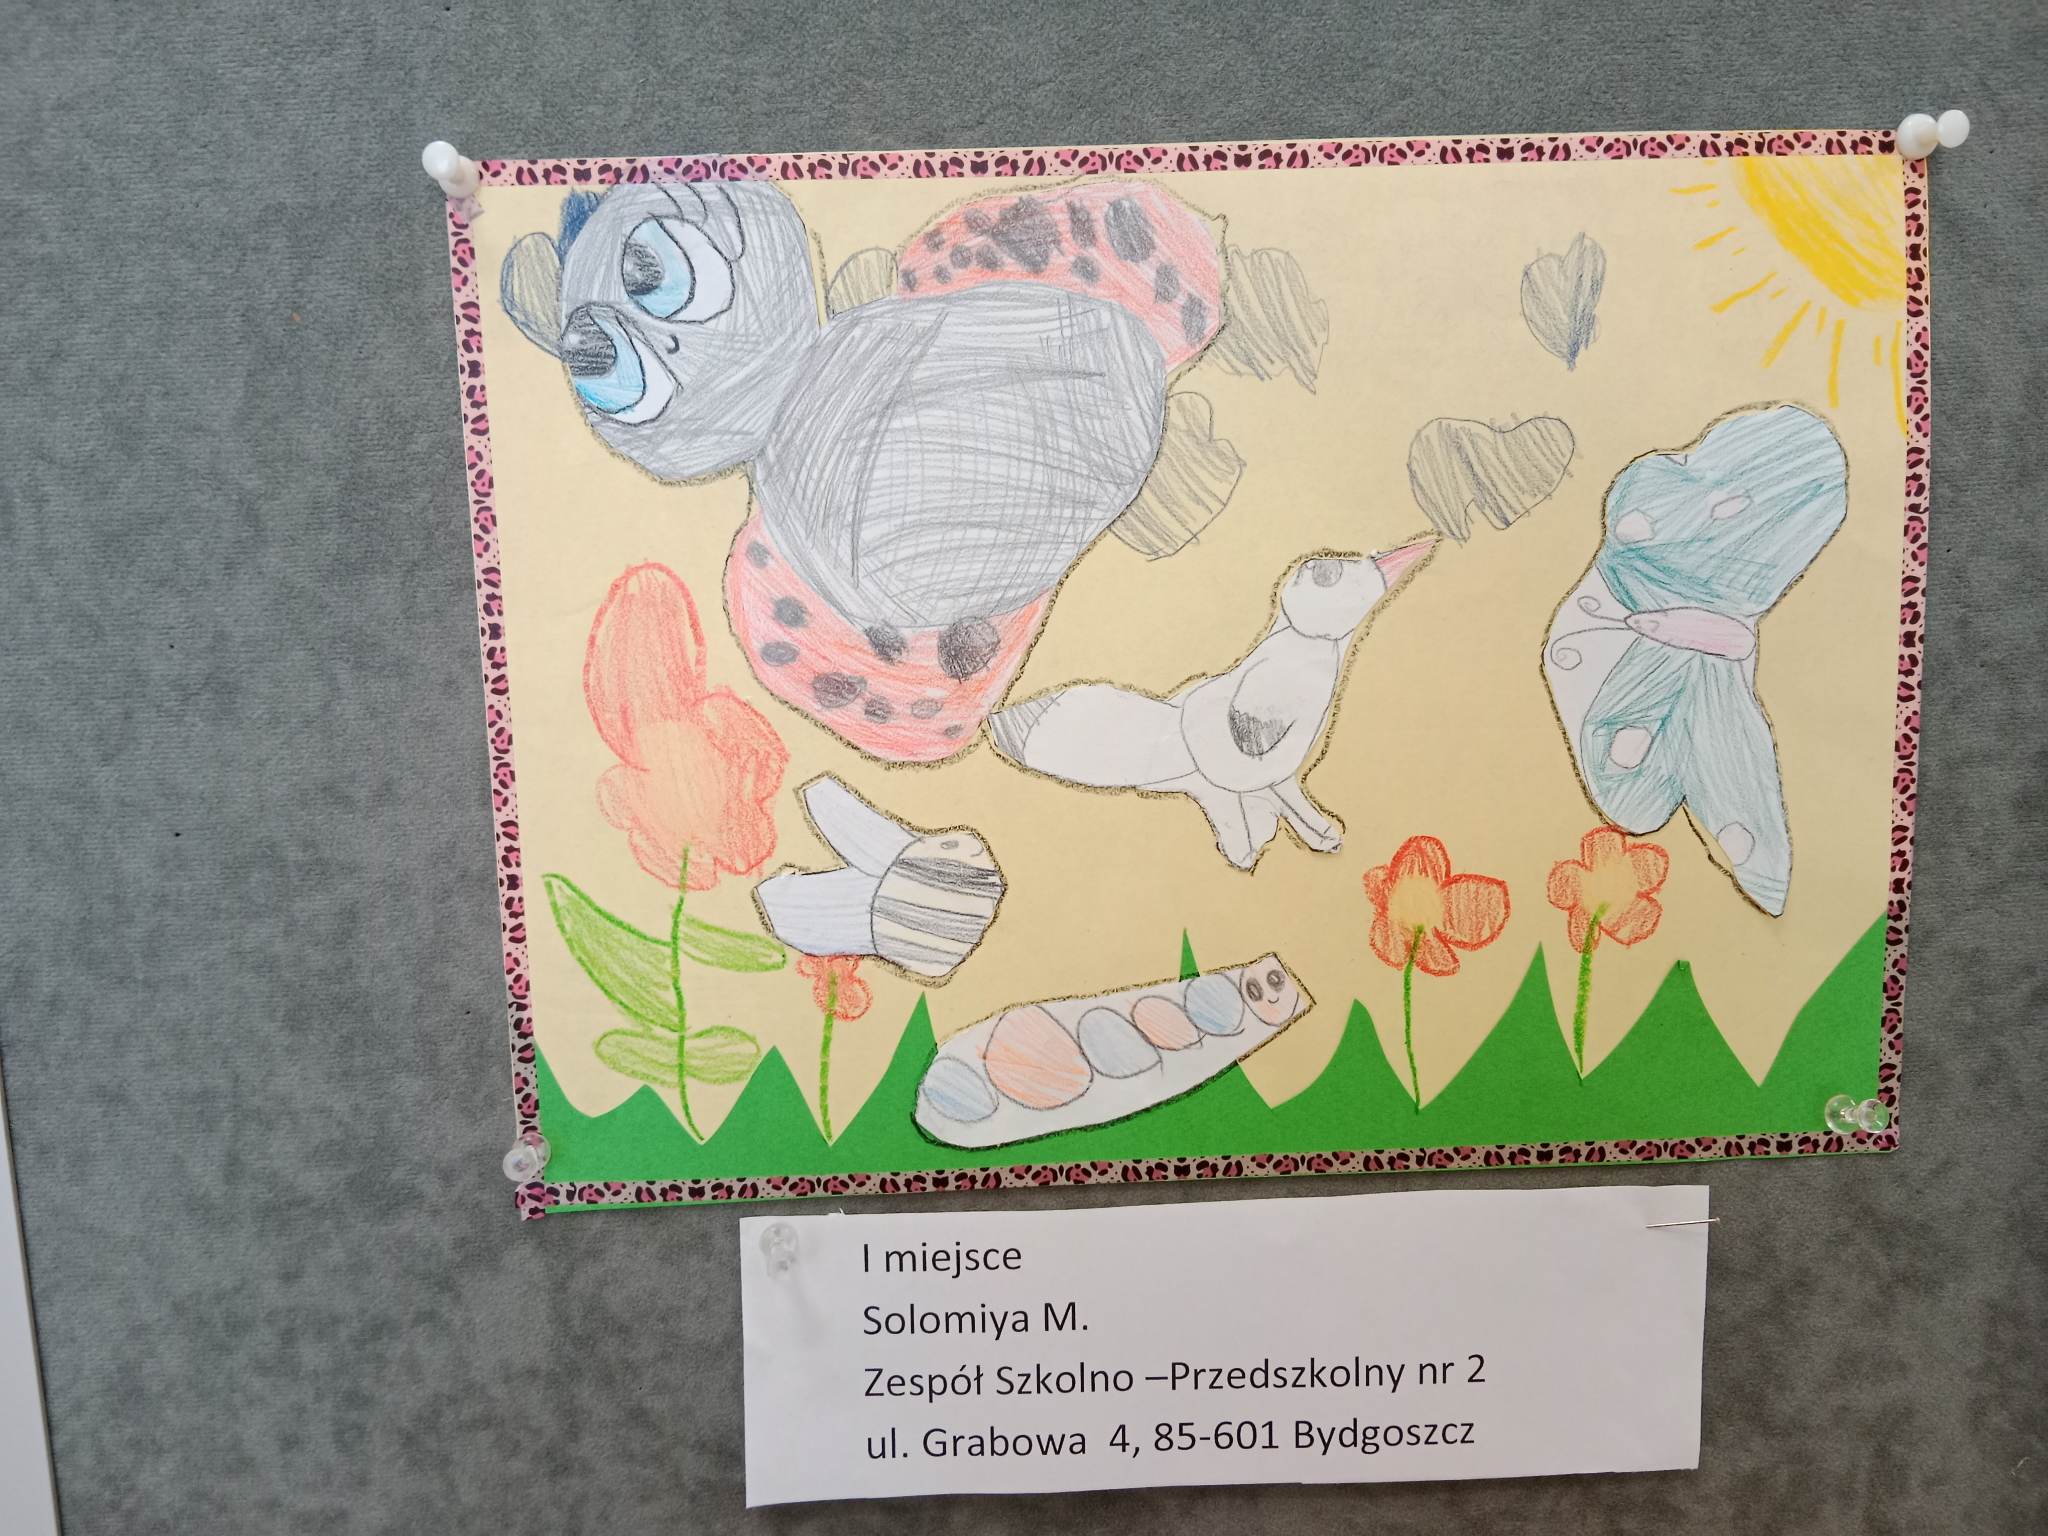 I miejsce
Solomiya M.
Zespół Szkolno –Przedszkolny nr 2
ul. Grabowa 4, 85-601 Bydgoszcz